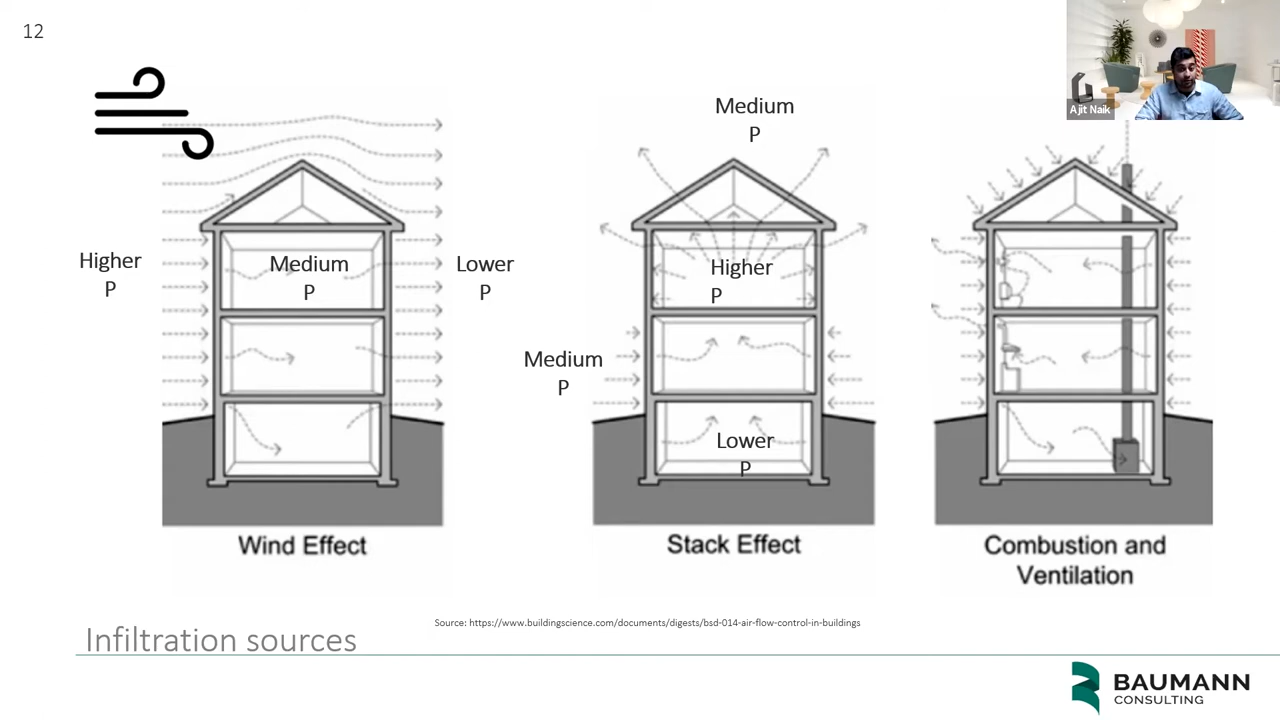 12
Ajit Naik
Medium
P
Higher
P
Medium
P
Lower
P
Higher
P
Medium
P
Lower
P
Wind Effect
Stack Effect
Combustion and
Ventilation
Source: https://www.buildingscience.com/documents/digests/bsd-014-air-flow-control-in-buildings
Infiltration sources
BAUMANN
CONSULTING